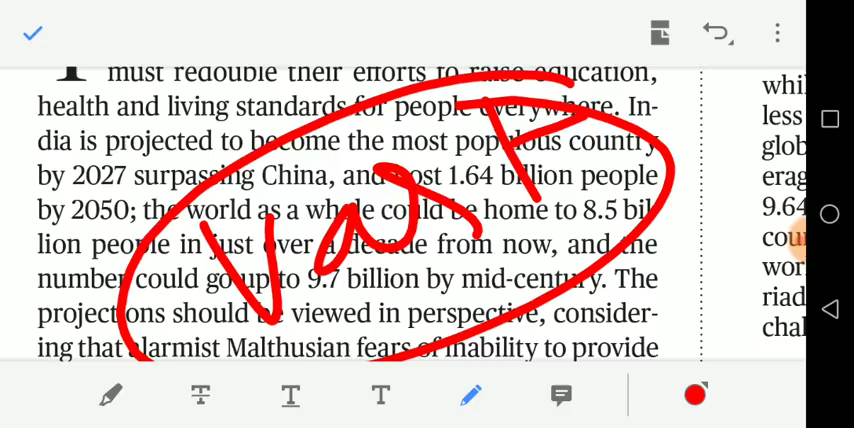 must redouble their efforts to raise education,
health and living standards for people everywhere. In-
dia is projected to become the most populous country
by 2027 surpassing China, and host 1.64 billion people
by 2050; the world as a whole could be home to 8.5 bil
lion people in just over a decade from now, and the
number could go up to 9.7 billion by mid-century. The
projections should be viewed in perspective, consider-
ing that alarmist Malthusian fears of inability to provide
Vast
whil
less
glob
erag
9.64
cou
wor
riad
chal
T
T
T